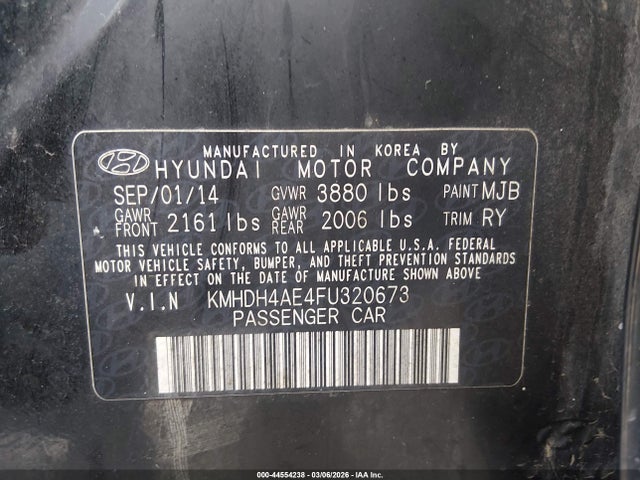 MANUFACTURED IN KOREA BY
HYUNDAI MOTOR COMPANY
SEP/01/14 GVWR 3880 lbs PAINT MJB
GAWR FRONT 2161 lbs GAWR REAR 2006 lbs TRIM RY
THIS VEHICLE CONFORMS TO ALL APPLICABLE U.S.A. FEDERAL
MOTOR VEHICLE SAFETY, BUMPER, AND THEFT PREVENTION STANDARDS
IN EFFECT ON THE DATE OF MANUFACTURE SHOWN ABOVE
V.I.N KMHDH4AE4FU320673
PASSENGER CAR
000-44554238 - 03/06/2026 - IAA Inc.